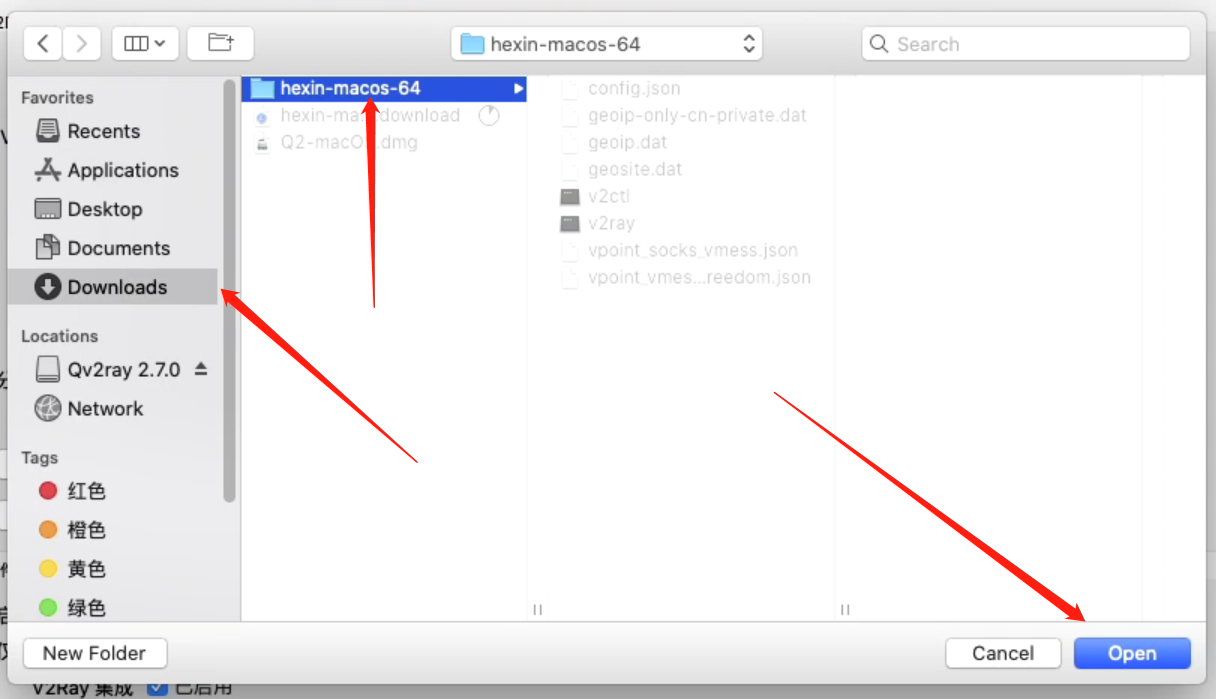 hexin-macos-64
Search
Favorites
Recents
Applications
Desktop
Documents
Downloads
Locations
Qv2ray 2.7.0
Network
Tags
红色
橙色
黄色
绿色
hexin-macos-64
hexin-ma download
Q2-macO .dmg
config.json
geoip-only-cn-private.dat
geoip.dat
geosite.dat
v2ctl
v2ray
vpoint_socks_vmess.json
vpoint_vmes...reedom.json
New Folder
Cancel
Open
V2Ray 集成
已启用